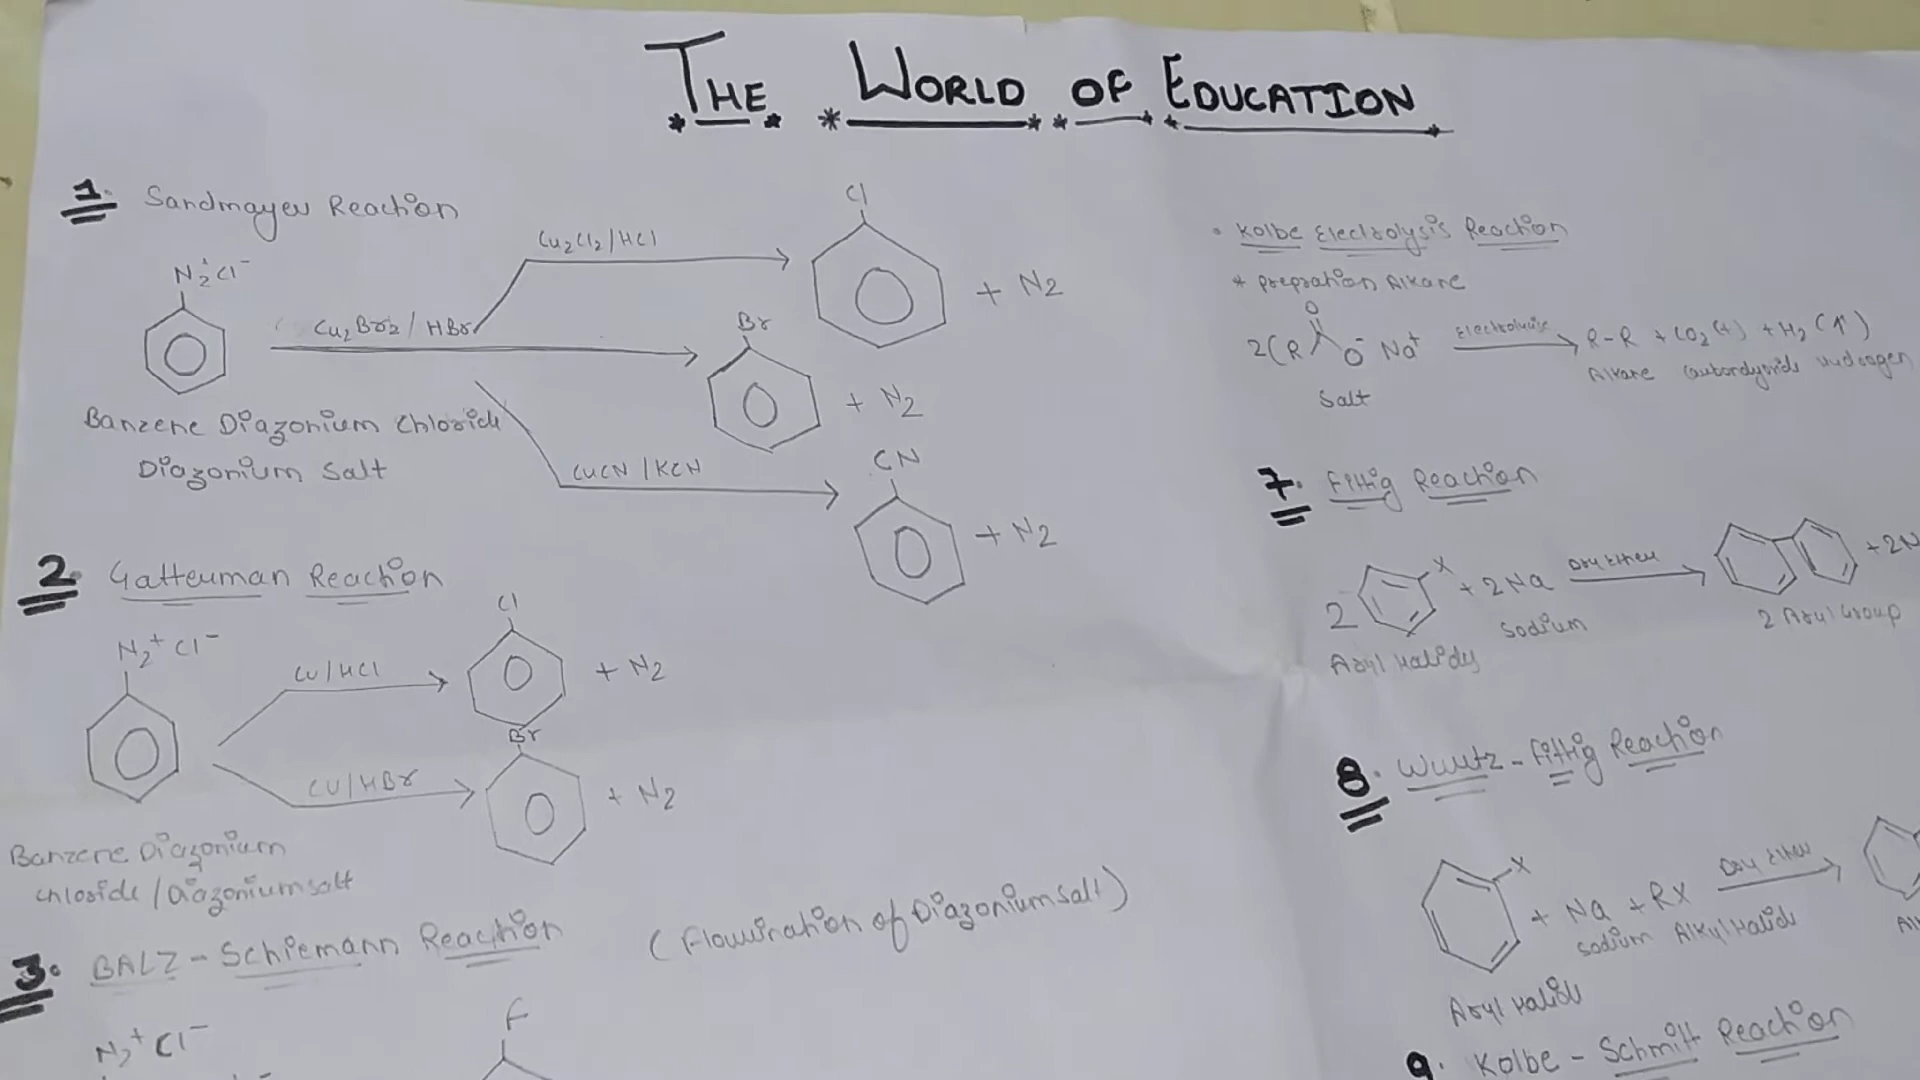 THE WORLD OF EDUCATION
1. Sandmayer Reaction
N2+Cl-
Cu2Cl2/HCl
Cl
+ N2
Cu2Br2/HBr
Br
+ N2
Banzene Diazonium Chloride
Diazonium Salt
CuCN/KCN
CN
+ N2
2. Gatteuman Reaction
N2+Cl-
Cu/HCl
Cl
+ N2
Cu/HBr
Br
+ N2
Banzene Diazonium
Chloride/Diazonium salt
3. BALZ-Schiemann Reaction (Flouuination of Diazonium salt)
N2+Cl-
F
• Kolbe Electrolysis Reaction
* prepration Alkane
2(R O O- Na+ Electrolysis R-R + CO2(↑) + H2(↑)
Salt
Alkane
7. Fittig Reaction
2 X + 2Na Dry Ether + 2N
Sodium
Aryl Halides
2 Aryl Group
8. Wuutz-Fittig Reaction
X + Na + RX Dry Ether
Sodium Alkyl Halide
Aryl Halide
9. Kolbe-Schmitt Reaction